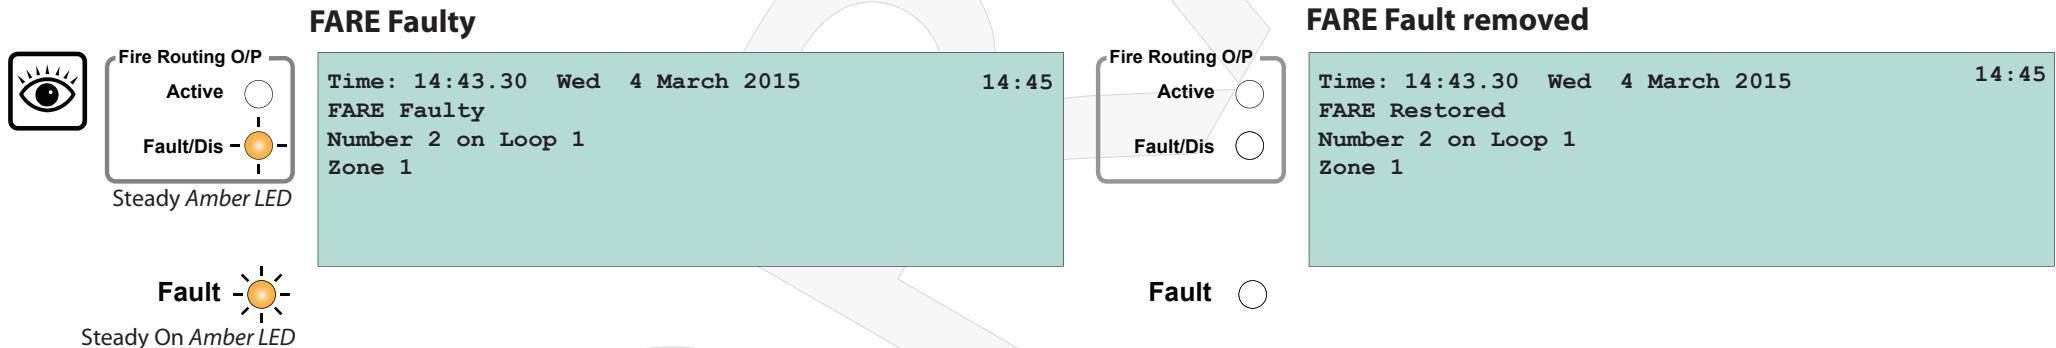 FARE Faulty
Fire Routing O/P
Active
Fault/Dis
Steady Amber LED
Time: 14:43.30 Wed 4 March 2015 14:45
FARE Faulty
Number 2 on Loop 1
Zone 1
Fault
Steady On Amber LED
FARE Fault removed
Fire Routing O/P
Active
Fault/Dis
Time: 14:43.30 Wed 4 March 2015 14:45
FARE Restored
Number 2 on Loop 1
Zone 1
Fault